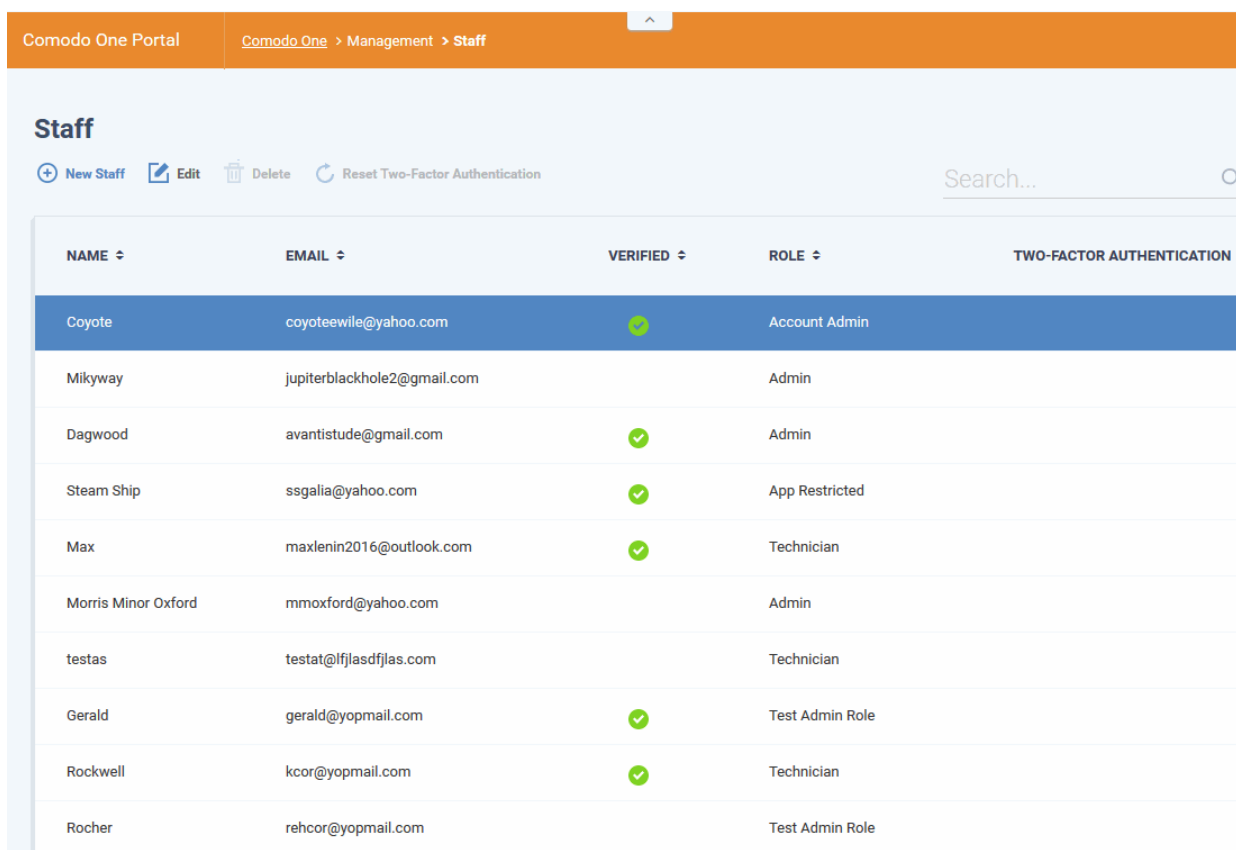 Comodo One Portal Comodo One > Management > Staff
Staff
New Staff Edit Delete Reset Two-Factor Authentication Search...
NAME EMAIL VERIFIED ROLE TWO-FACTOR AUTHENTICATION
Coyote coyoteewile@yahoo.com Account Admin
Mikyway jupiterblackhole2@gmail.com Admin
Dagwood avantistude@gmail.com Admin
Steam Ship ssgalia@yahoo.com App Restricted
Max maxlenin2016@outlook.com Technician
Morris Minor Oxford mmoxford@yahoo.com Admin
testas testat@lfjlasdfjlas.com Technician
Gerald gerald@yopmail.com Test Admin Role
Rockwell kcor@yopmail.com Technician
Rocher rehcor@yopmail.com Test Admin Role